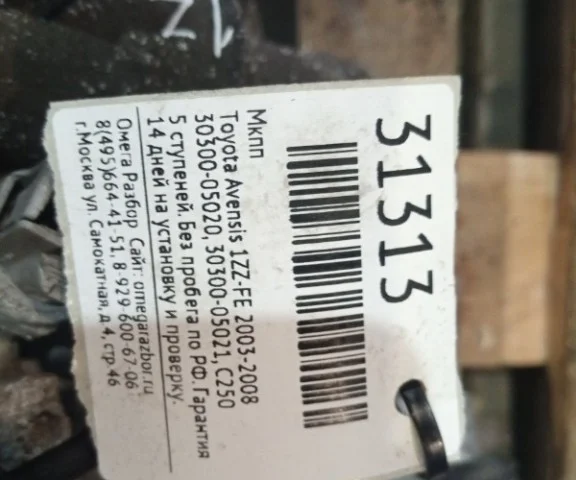 31313
Мкпп
Toyota Avensis 1ZZ-FE 2003-2008
30300-05020, 30300-05021, C250
5 ступеней. Без пробега по РФ. Гарантия
14 дней на установку и проверку.
Омега Разбор Сайт: omegarazbor.ru
8(495)664-41-51, 8-929-600-67-06
г.Москва ул. Самокатная, д 4, стр 46
1Z